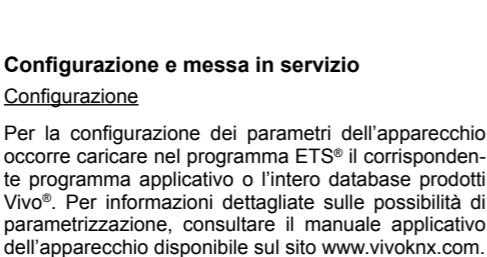 Configurazione e messa in servizio
Configurazione
Per la configurazione dei parametri dell'apparecchio
occorre caricare nel programma ETS® il corrisponden-
te programma applicativo o l'intero database prodotti
Vivo®. Per informazioni dettagliate sulle possibilità di
parametrizzazione, consultare il manuale applicativo
dell'apparecchio disponibile sul sito www.vivoknx.com.